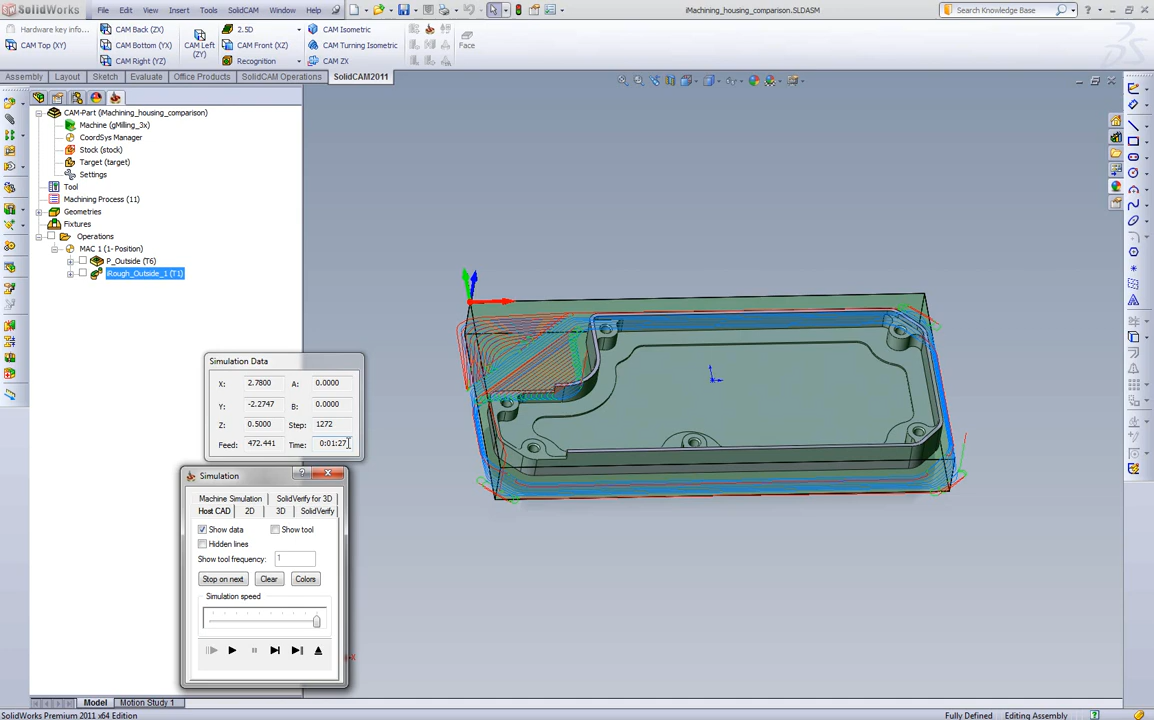 SolidWorks
File Edit View Insert Tools SolidCAM Window Help
iMachining_housing_comparison.SLDASM
Search Knowledge Base
Hardware key info...
CAM Top (XY)
CAM Back (ZX)
CAM Bottom (YX)
CAM Right (YZ)
CAM Left (ZY)
2.5D
CAM Front (XZ)
Recognition
CAM Isometric
CAM Turning Isometric
CAM ZX
Face
Assembly Layout Sketch Evaluate Office Products SolidCAM Operations SolidCAM2011
CAM-Part (iMachining_housing_comparison)
Machine (gMilling_3x)
CoordSys Manager
Stock (stock)
Target (target)
Settings
Tool
Machining Process (11)
Geometries
Fixtures
Operations
MAC 1 (1- Position)
P_Outside (T6)
iRough_Outside_1 (T1)
Simulation Data
X: 2.7800 A: 0.0000
Y: -2.2747 B: 0.0000
Z: 0.5000 Step: 1272
Feed: 472.441 Time: 0:01:27
Simulation
Machine Simulation SolidVerify for 3D
Host CAD 2D 3D SolidVerify
Show data Show tool
Hidden lines
Show tool frequency: 1
Stop on next Clear Colors
Simulation speed
Model Motion Study 1
SolidWorks Premium 2011 x64 Edition
Fully Defined Editing Assembly